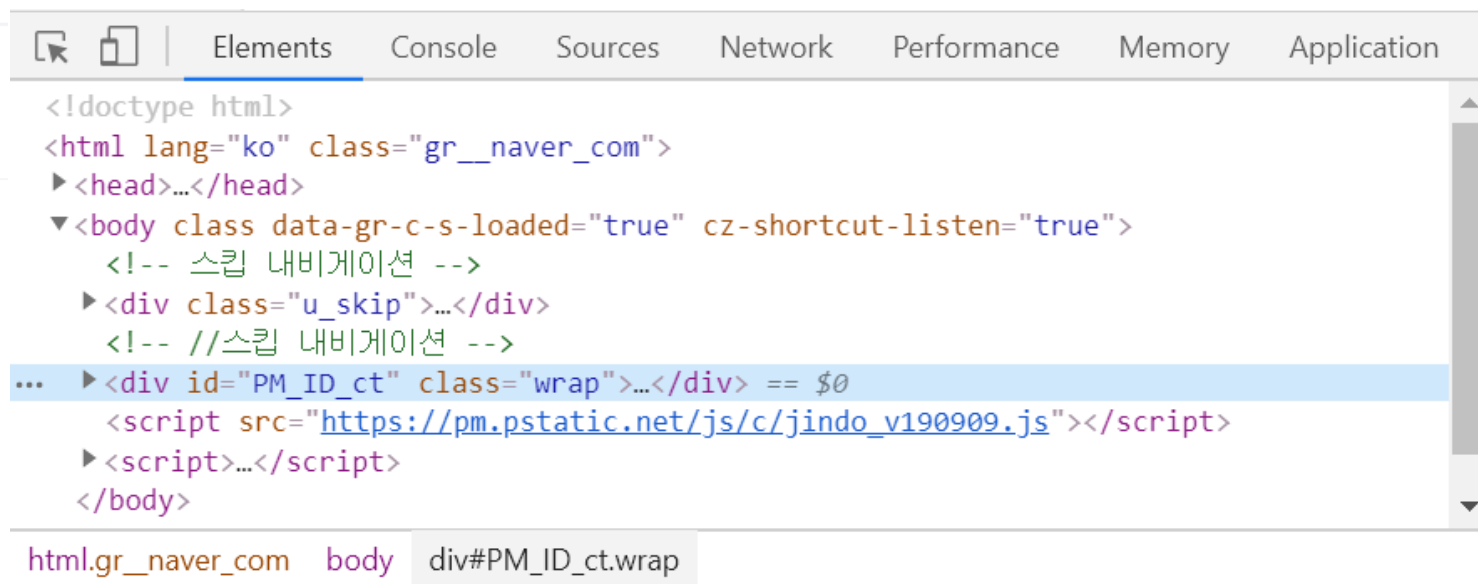 Elements Console Sources Network Performance Memory Application
<!doctype html>
<html lang="ko" class="gr__naver_com">
<head>…</head>
<body class data-gr-c-s-loaded="true" cz-shortcut-listen="true">
<!-- 스킵 내비게이션 -->
<div class="u_skip">…</div>
<!-- //스킵 내비게이션 -->
... <div id="PM_ID_ct" class="wrap">…</div> == $0
<script src="https://pm.pstatic.net/js/c/jindo_v190909.js"></script>
<script>…</script>
</body>
html.gr__naver_com body div#PM_ID_ct.wrap